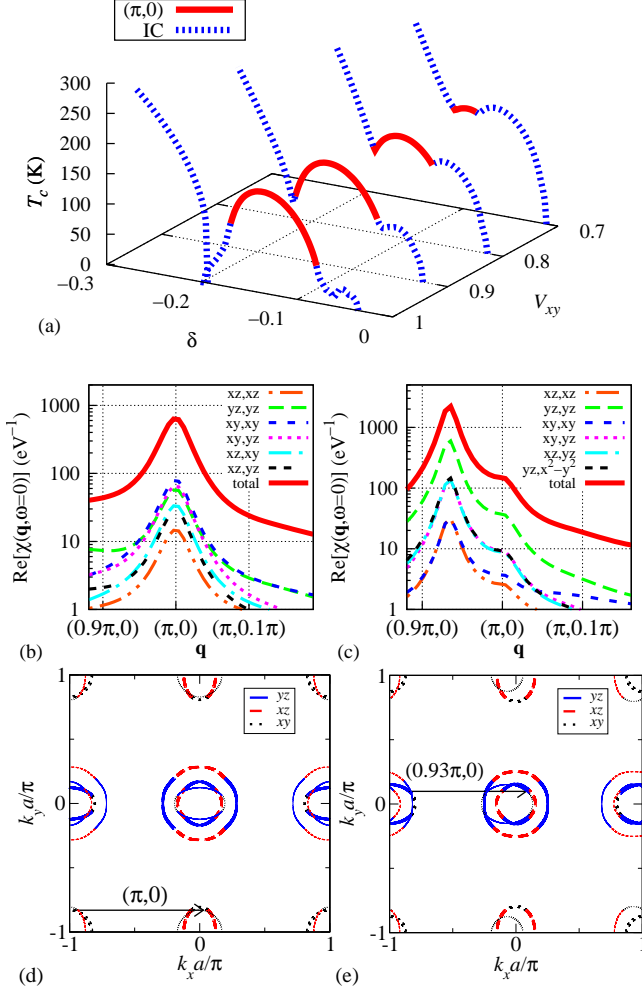 (π,0)
IC
300
250
200
150
100
50
0
T_c (K)
−0.3
−0.2
−0.1
0
δ
1
0.9
0.8
0.7
V_xy
(a)
1000
100
10
1
Re[χ(q,ω=0)] (eV⁻¹)
xz,xz
yz,yz
xy,xy
xy,yz
xz,xy
xz,yz
total
(0.9π,0)
(π,0)
(π,0.1π)
q
(b)
1000
100
10
1
Re[χ(q,ω=0)] (eV⁻¹)
xz,xz
yz,yz
xy,xy
xy,yz
xz,yz
yz,x²−y²
total
(0.9π,0)
(π,0)
(π,0.1π)
q
(c)
1
0
-1
k_y a/π
yz
xz
xy
(π,0)
-1
0
1
k_x a/π
(d)
1
0
-1
k_y a/π
yz
xz
xy
(0.93π,0)
-1
0
1
k_x a/π
(e)